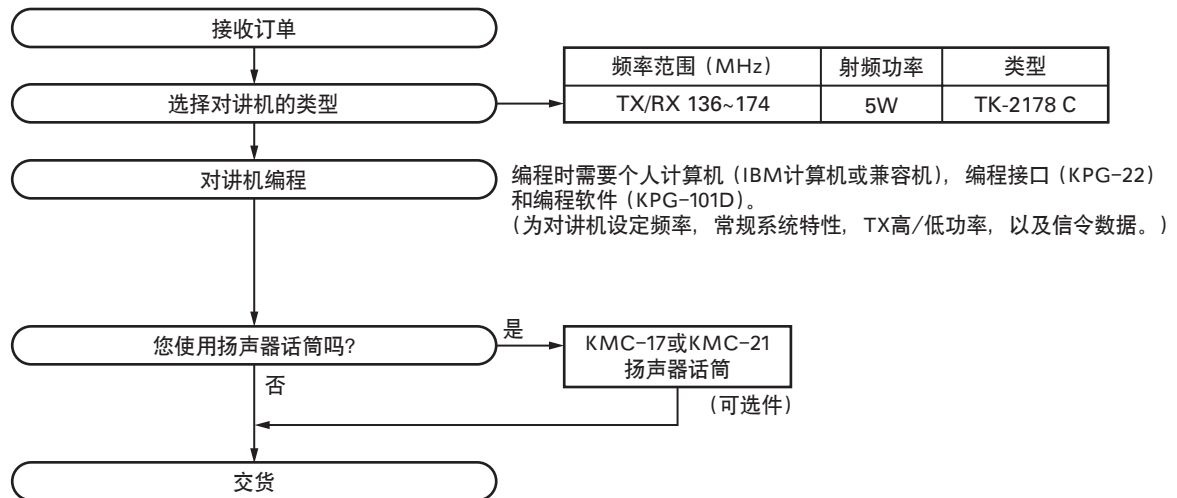 接收订单
选择对讲机的类型
频率范围（MHz） 射频功率 类型
TX/RX 136~174 5W TK-2178 C
对讲机编程
编程时需要个人计算机（IBM计算机或兼容机），编程接口（KPG-22）
和编程软件（KPG-101D）。
（为对讲机设定频率，常规系统特性，TX高/低功率，以及信令数据。）
您使用扬声器话筒吗?
是
KMC-17或KMC-21
扬声器话筒
否
（可选件）
交货